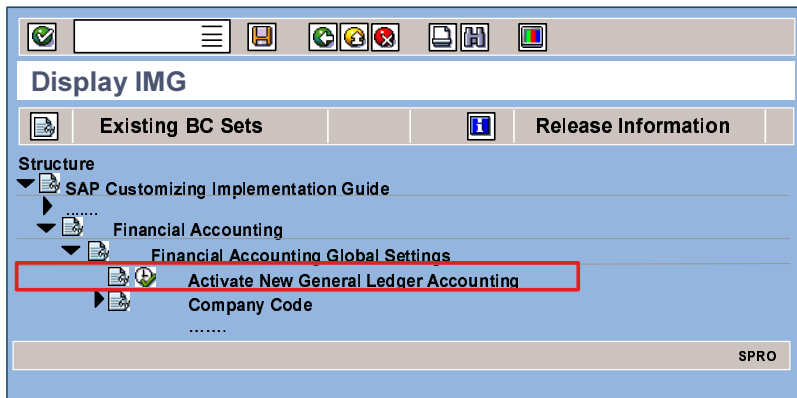 Display IMG
Existing BC Sets
Release Information
Structure
SAP Customizing Implementation Guide
.......
Financial Accounting
Financial Accounting Global Settings
Activate New General Ledger Accounting
Company Code
.......
SPRO